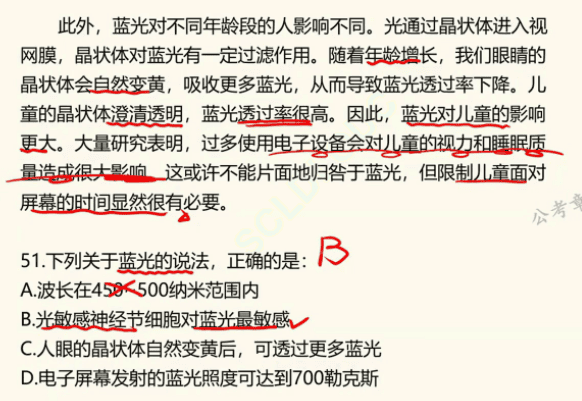 此外，蓝光对不同年龄段的人影响不同。光通过晶状体进入视
网膜，晶状体对蓝光有一定过滤作用。随着年龄增长，我们眼睛的
晶状体会自然变黄，吸收更多蓝光，从而导致蓝光透过率下降。儿
童的晶状体澄清透明，蓝光透过率很高。因此，蓝光对儿童的影响
更大。大量研究表明，过多使用电子设备会对儿童的视力和睡眠质
量造成很大影响。这或许不能片面地归咎于蓝光，但限制儿童面对
屏幕的时间显然很有必要。
公考章
51.下列关于蓝光的说法，正确的是：B
A.波长在450~500纳米范围内
B.光敏感神经节细胞对蓝光最敏感
C.人眼的晶状体自然变黄后，可透过更多蓝光
D.电子屏幕发射的蓝光照度可达到700勒克斯